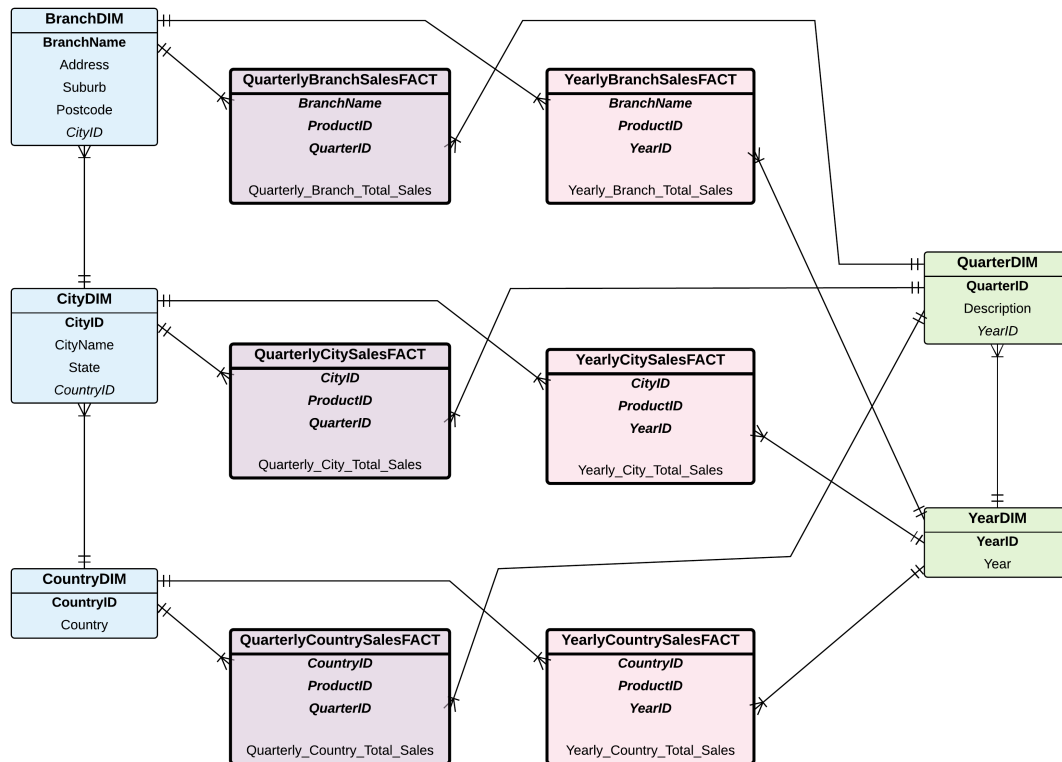 BranchDIM
BranchName
Address
Suburb
Postcode
CityID
QuarterlyBranchSalesFACT
BranchName
ProductID
QuarterID
Quarterly_Branch_Total_Sales
YearlyBranchSalesFACT
BranchName
ProductID
YearID
Yearly_Branch_Total_Sales
QuarterDIM
QuarterID
Description
YearID
CityDIM
CityID
CityName
State
CountryID
QuarterlyCitySalesFACT
CityID
ProductID
QuarterID
Quarterly_City_Total_Sales
YearlyCitySalesFACT
CityID
ProductID
YearID
Yearly_City_Total_Sales
YearDIM
YearID
Year
CountryDIM
CountryID
Country
QuarterlyCountrySalesFACT
CountryID
ProductID
QuarterID
Quarterly_Country_Total_Sales
YearlyCountrySalesFACT
CountryID
ProductID
YearID
Yearly_Country_Total_Sales